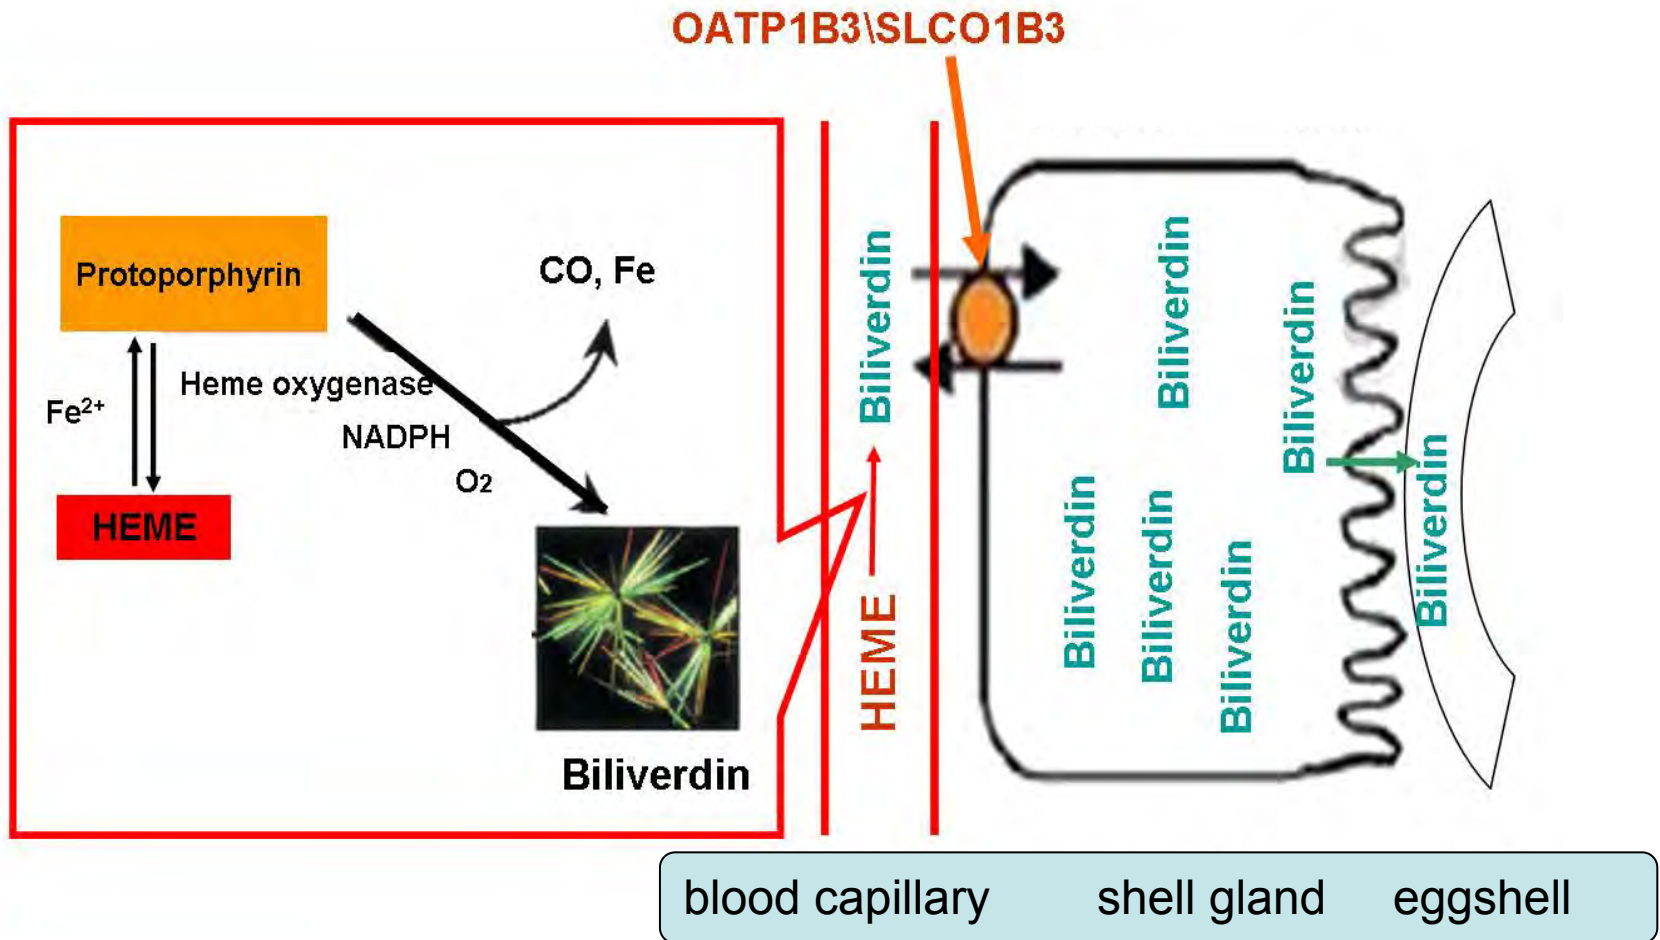 OATP1B3\SLCO1B3
Protoporphyrin
CO, Fe
Heme oxygenase
Fe²⁺
NADPH
O₂
HEME
Biliverdin
Biliverdin
HEME
Biliverdin
Biliverdin
Biliverdin
Biliverdin
Biliverdin
Biliverdin
blood capillary shell gland eggshell